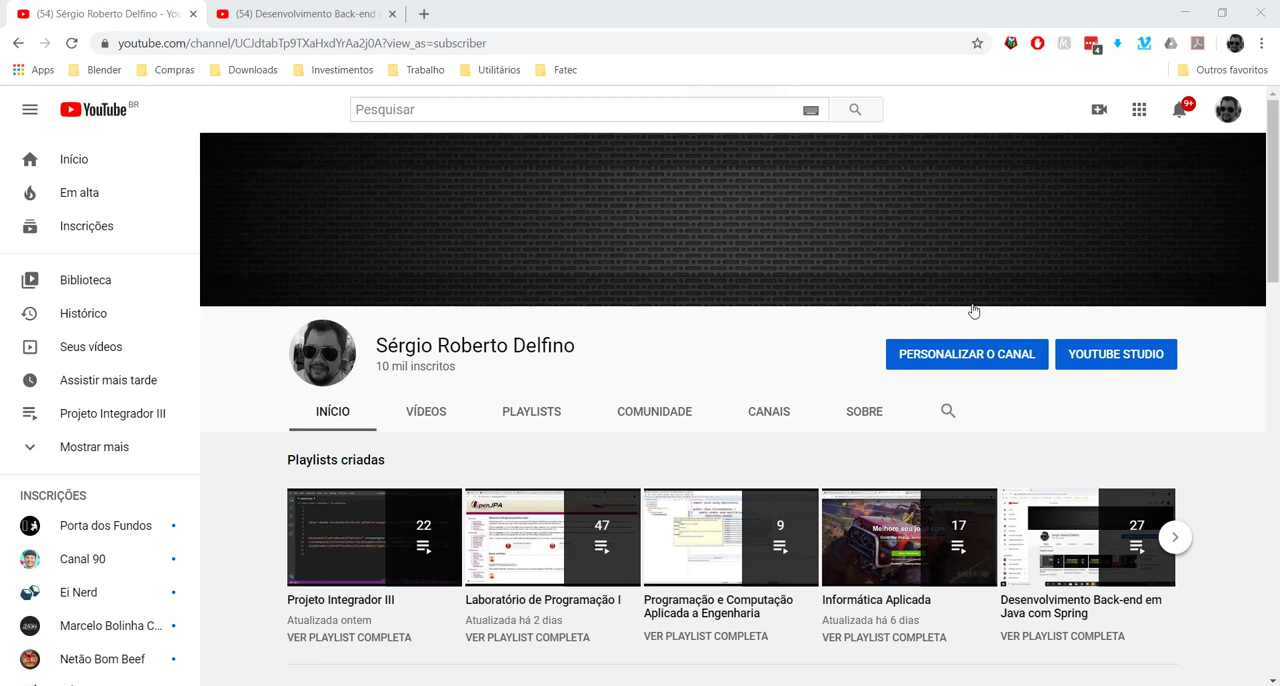 (54) Sérgio Roberto Delfino - You
(54) Desenvolvimento Back-end
youtube.com/channel/UCJdtabTp9TXaHxdYrAa2j0A?view_as=subscriber
4
Apps
Blender
Compras
Downloads
Investimentos
Trabalho
Utilitários
Fatec
Outros favoritos
YouTube BR
Pesquisar
9+
Início
Em alta
Inscrições
Biblioteca
Histórico
Seus vídeos
Assistir mais tarde
Projeto Integrador III
Mostrar mais
INSCRIÇÕES
Porta dos Fundos
Canal 90
Ei Nerd
Marcelo Bolinha C...
Netão Bom Beef
Sérgio Roberto Delfino
10 mil inscritos
PERSONALIZAR O CANAL
YOUTUBE STUDIO
INÍCIO
VÍDEOS
PLAYLISTS
COMUNIDADE
CANAIS
SOBRE
Playlists criadas
22
Projeto Integrador III
Atualizada ontem
VER PLAYLIST COMPLETA
47
Laboratório de Programação I
Atualizada há 2 dias
VER PLAYLIST COMPLETA
9
Programação e Computação
Aplicada a Engenharia
VER PLAYLIST COMPLETA
17
Informática Aplicada
Atualizada há 6 dias
VER PLAYLIST COMPLETA
27
Desenvolvimento Back-end em
Java com Spring
VER PLAYLIST COMPLETA